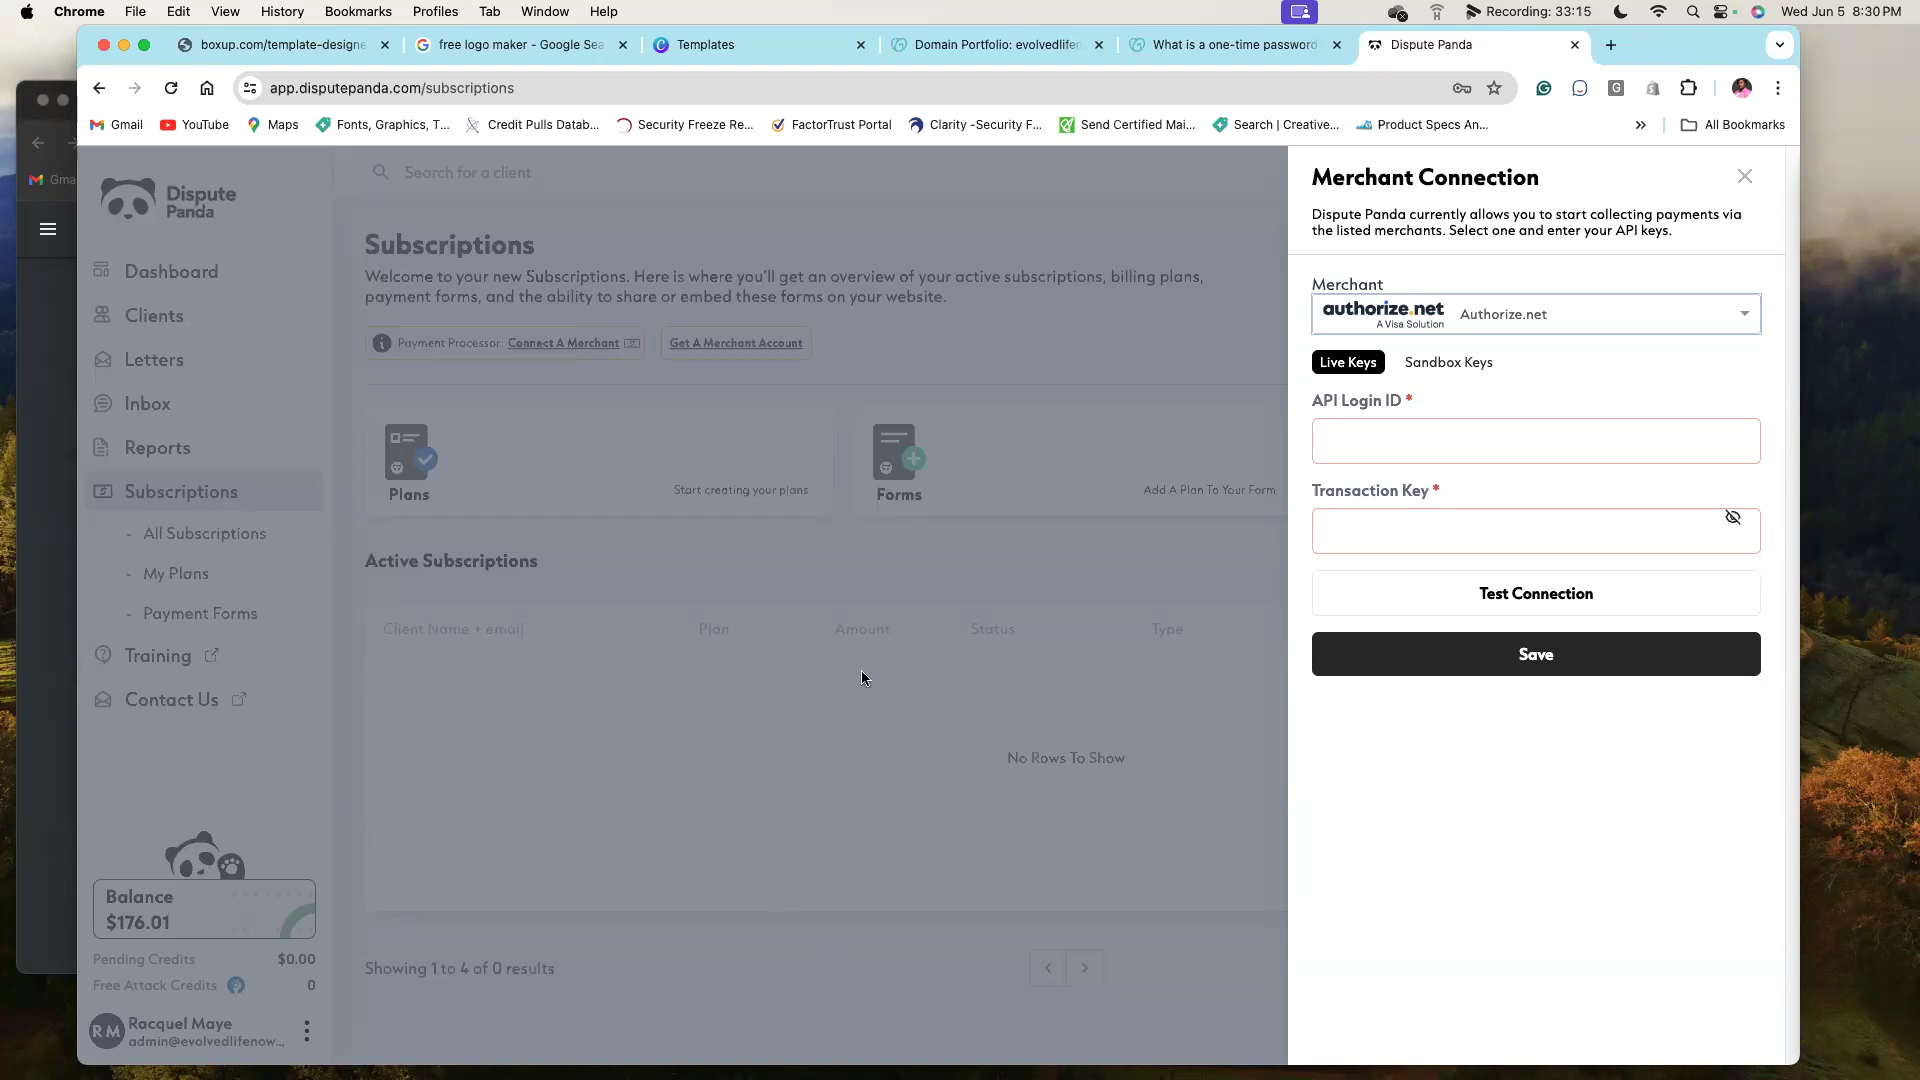 Chrome File Edit View History Bookmarks Profiles Tab Window Help
Recording: 33:15 Wed Jun 5 8:30 PM
boxup.com/template-designe
free logo maker - Google Sea
Templates
Domain Portfolio: evolvedlifen
What is a one-time password
Dispute Panda
app.disputepanda.com/subscriptions
Gmail YouTube Maps Fonts, Graphics, T... Credit Pulls Datab... Security Freeze Re... FactorTrust Portal Clarity -Security F... Send Certified Mai... Search | Creative... Product Specs An... All Bookmarks
Gma
Dispute
Panda
Dashboard
Clients
Letters
Inbox
Reports
Subscriptions
- All Subscriptions
- My Plans
- Payment Forms
Training
Contact Us
Balance
$176.01
Pending Credits $0.00
Free Attack Credits 0
RM
Racquel Maye
admin@evolvedlifenow...
Search for a client
Subscriptions
Welcome to your new Subscriptions. Here is where you'll get an overview of your active subscriptions, billing plans,
payment forms, and the ability to share or embed these forms on your website.
Payment Processor: Connect A Merchant
Get A Merchant Account
Plans
Start creating your plans
Forms
Add A Plan To Your Form
Active Subscriptions
Client Name + email Plan Amount Status Type
No Rows To Show
Showing 1 to 4 of 0 results
Merchant Connection
Dispute Panda currently allows you to start collecting payments via
the listed merchants. Select one and enter your API keys.
Merchant
authorize.net
A Visa Solution
Authorize.net
Live Keys Sandbox Keys
API Login ID *
Transaction Key *
Test Connection
Save